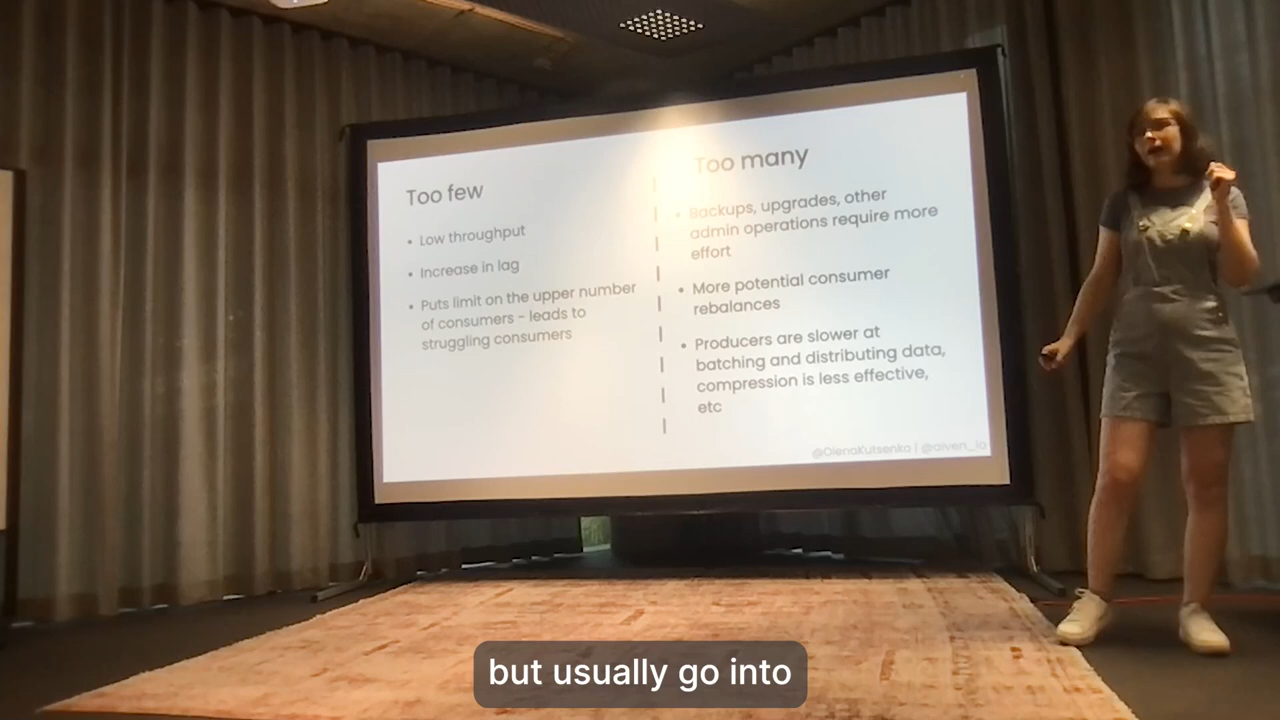 Too few
• Low throughput
• Increase in lag
• Puts limit on the upper number
of consumers - leads to
struggling consumers
Too many
• Backups, upgrades, other
admin operations require more
effort
• More potential consumer
rebalances
• Producers are slower at
batching and distributing data,
compression is less effective,
etc
@OlenaKutsenko | @aiven_io
but usually go into